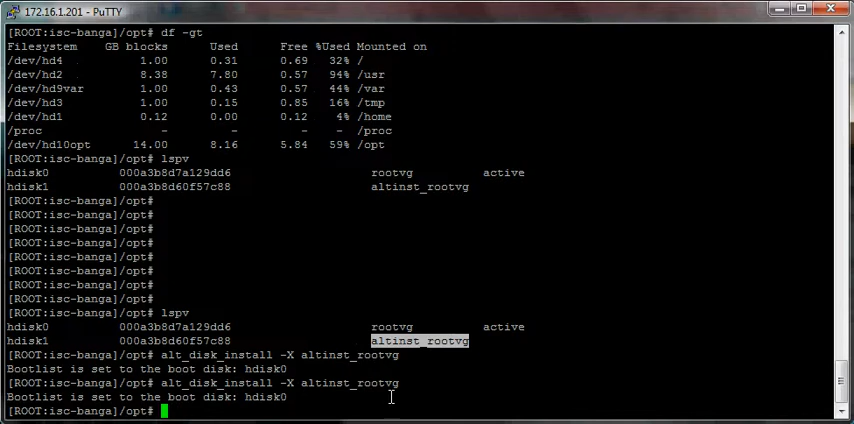 172.16.1.201 - PuTTY
[ROOT:isc-banga]/opt# df -gt
Filesystem    GB blocks      Used      Free %Used Mounted on
/dev/hd4           1.00      0.31      0.69   32% /
/dev/hd2           8.38      7.80      0.57   94% /usr
/dev/hd9var        1.00      0.43      0.57   44% /var
/dev/hd3           1.00      0.15      0.85   16% /tmp
/dev/hd1           0.12      0.00      0.12    4% /home
/proc                 -         -         -     - /proc
/dev/hd10opt      14.00      8.16      5.84   59% /opt
[ROOT:isc-banga]/opt# lspv
hdisk0          000a3b8d7a129dd6                    rootvg          active
hdisk1          000a3b8d60f57c88                    altinst_rootvg
[ROOT:isc-banga]/opt#
[ROOT:isc-banga]/opt#
[ROOT:isc-banga]/opt#
[ROOT:isc-banga]/opt#
[ROOT:isc-banga]/opt#
[ROOT:isc-banga]/opt#
[ROOT:isc-banga]/opt#
[ROOT:isc-banga]/opt#
[ROOT:isc-banga]/opt# lspv
hdisk0          000a3b8d7a129dd6                    rootvg          active
hdisk1          000a3b8d60f57c88                    altinst_rootvg
[ROOT:isc-banga]/opt# alt_disk_install -X altinst_rootvg
Bootlist is set to the boot disk: hdisk0
[ROOT:isc-banga]/opt# alt_disk_install -X altinst_rootvg
Bootlist is set to the boot disk: hdisk0
[ROOT:isc-banga]/opt#